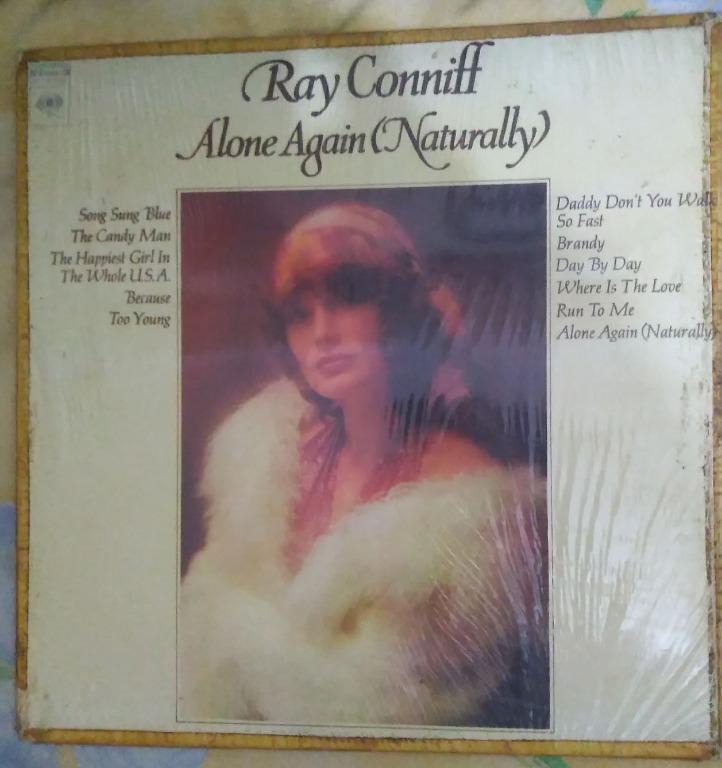 Ray Conniff
Alone Again (Naturally)
Song Sung Blue
The Candy Man
The Happiest Girl In
The Whole U.S.A.
Because
Too Young
Daddy Don't You Walk
So Fast
Brandy
Day By Day
Where Is The Love
Run To Me
Alone Again (Naturally)